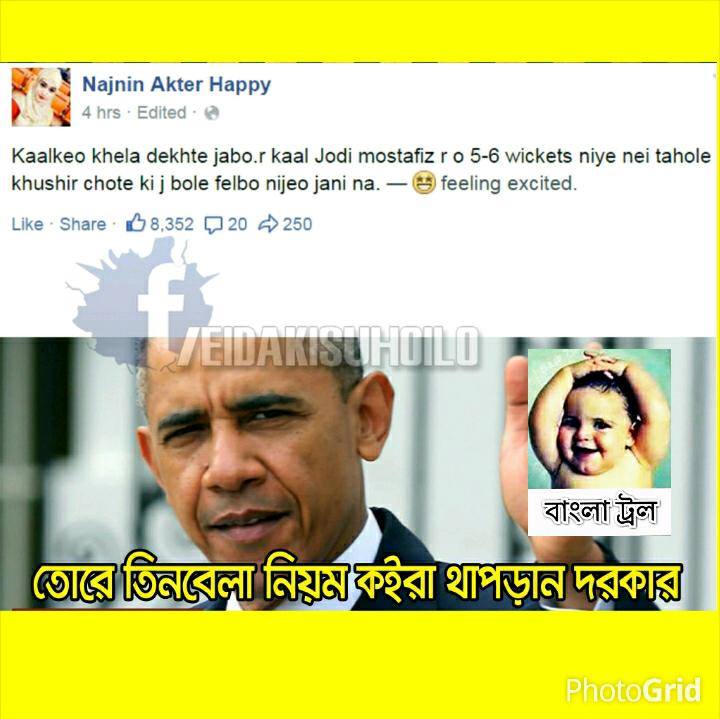 Najnin Akter Happy
4 hrs · Edited ·
Kaalkeo khela dekhte jabo.r kaal Jodi mostafiz r o 5-6 wickets niye nei tahole
khushir chote ki j bole felbo nijeo jani na. — feeling excited.
Like · Share · 8,352 20 250
f/EIDAKISUHOILO
বাংলা ট্রল
তোরে তিনবেলা নিয়ম কইরা থাপড়ান দরকার
PhotoGrid